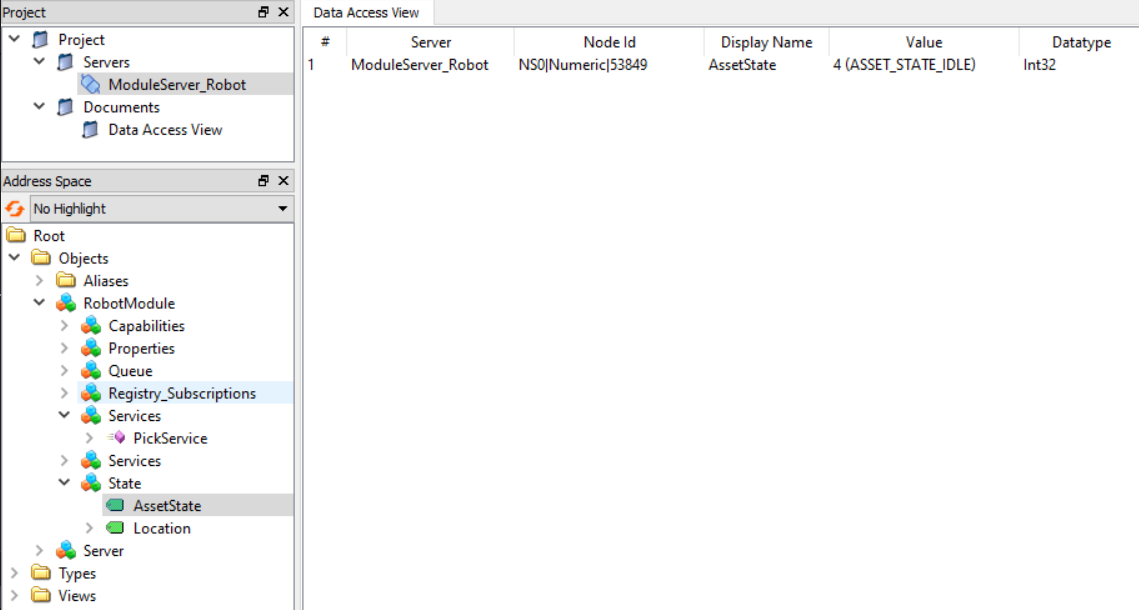 Project
Project
Servers
ModuleServer_Robot
Documents
Data Access View
Address Space
No Highlight
Root
Objects
Aliases
RobotModule
Capabilities
Properties
Queue
Registry_Subscriptions
Services
PickService
Services
State
AssetState
Location
Server
Types
Views
Data Access View
# Server Node Id Display Name Value Datatype
1 ModuleServer_Robot NS0|Numeric|53849 AssetState 4 (ASSET_STATE_IDLE) Int32